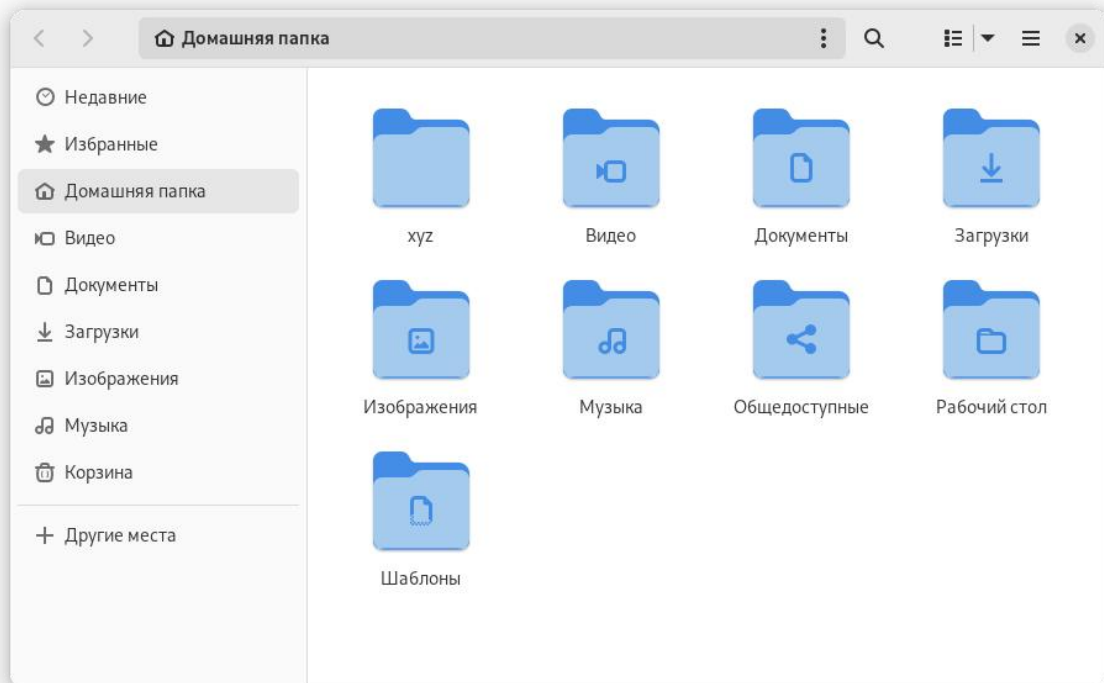 Домашняя папка
Недавние
Избранные
Домашняя папка
Видео
Документы
Загрузки
Изображения
Музыка
Корзина
Другие места
xyz
Видео
Документы
Загрузки
Изображения
Музыка
Общедоступные
Рабочий стол
Шаблоны